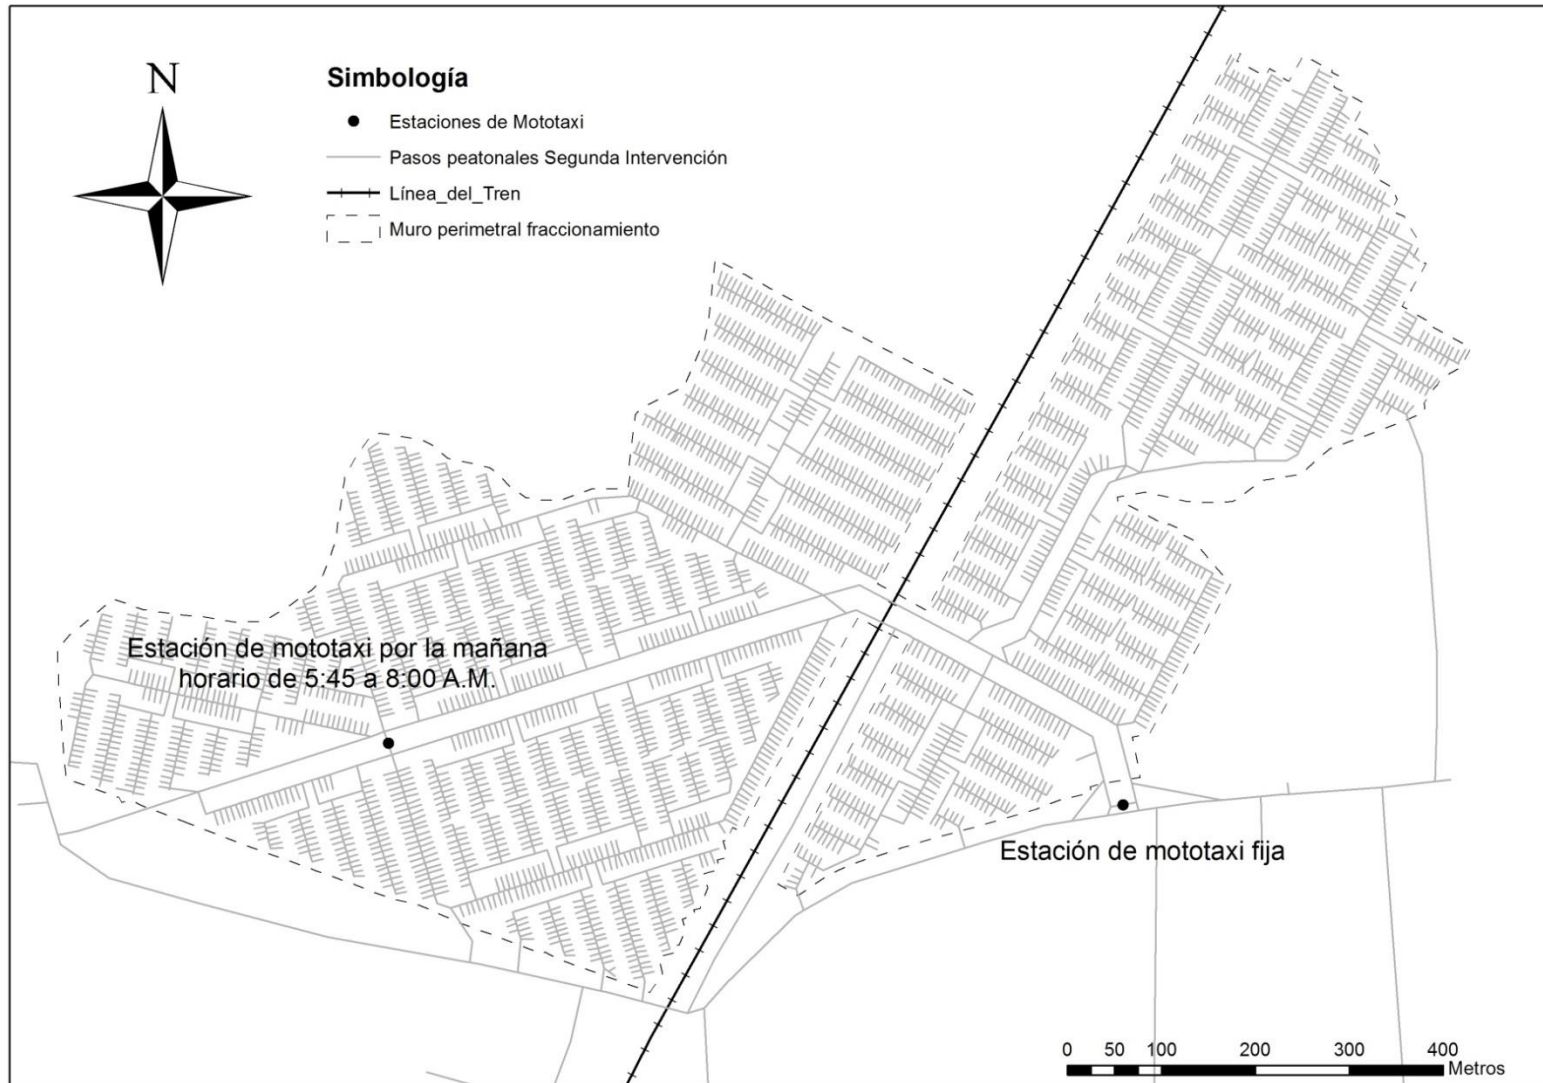 N
Simbología
Estaciones de Mototaxi
Pasos peatonales Segunda Intervención
Línea_del_Tren
Muro perimetral fraccionamiento
Estación de mototaxi por la mañana
horario de 5:45 a 8:00 A.M.
Estación de mototaxi fija
0 50 100 200 300 400
Metros